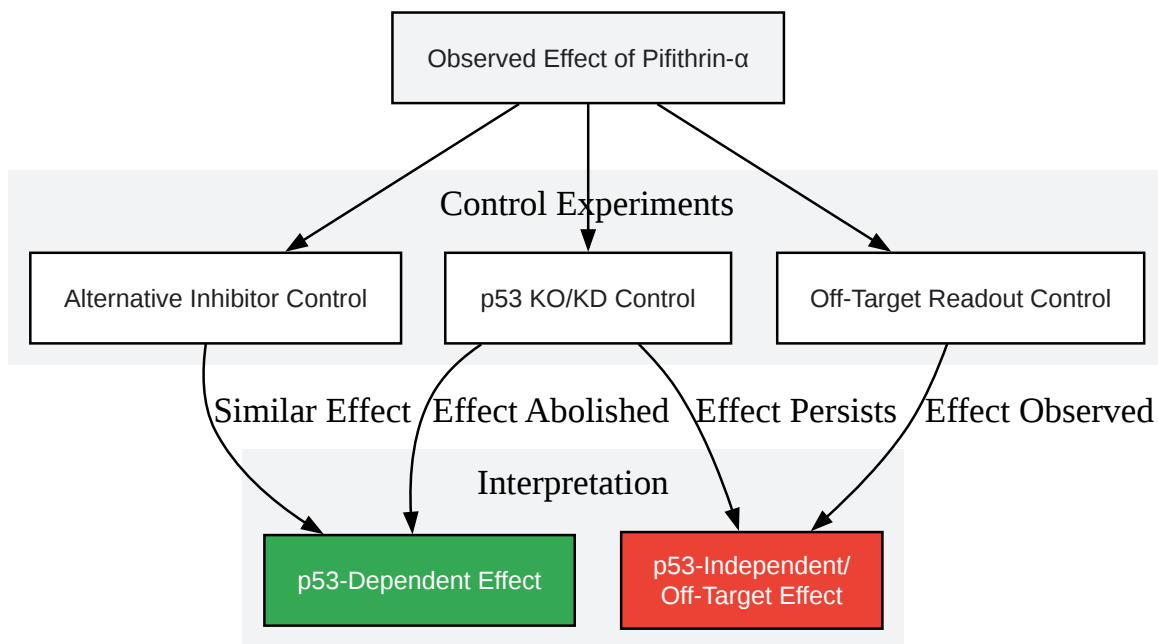 Observed Effect of Pifithrin-α
Control Experiments
Alternative Inhibitor Control
p53 KO/KD Control
Off-Target Readout Control
Similar Effect
Effect Abolished
Effect Persists
Effect Observed
Interpretation
p53-Dependent Effect
p53-Independent/
Off-Target Effect